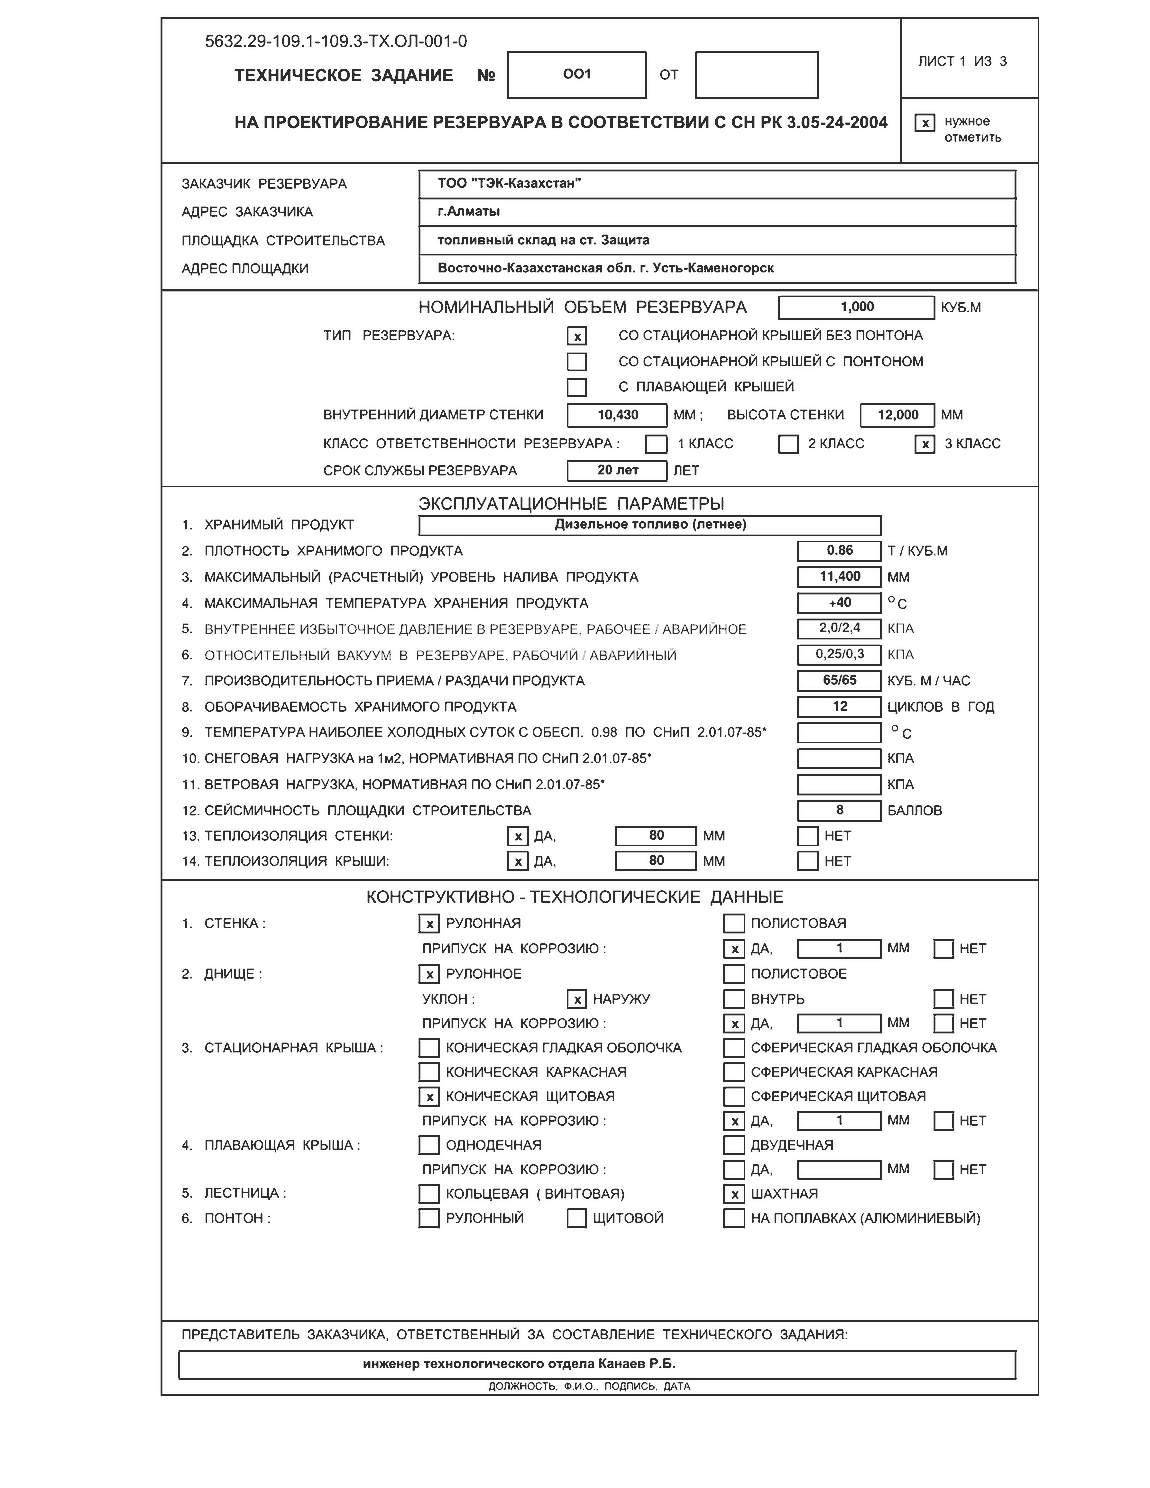 5632.29-109.1-109.3-ТХ.ОЛ-001-0
ТЕХНИЧЕСКОЕ ЗАДАНИЕ № ОО1 ОТ
ЛИСТ 1 ИЗ 3
НА ПРОЕКТИРОВАНИЕ РЕЗЕРВУАРА В СООТВЕТСТВИИ С СН РК 3.05-24-2004
x нужное
отметить
ЗАКАЗЧИК РЕЗЕРВУАРА ТОО "ТЭК-Казахстан"
АДРЕС ЗАКАЗЧИКА г.Алматы
ПЛОЩАДКА СТРОИТЕЛЬСТВА топливный склад на ст. Защита
АДРЕС ПЛОЩАДКИ Восточно-Казахстанская обл. г. Усть-Каменогорск
НОМИНАЛЬНЫЙ ОБЪЕМ РЕЗЕРВУАРА 1,000 КУБ.М
ТИП РЕЗЕРВУАРА: x СО СТАЦИОНАРНОЙ КРЫШЕЙ БЕЗ ПОНТОНА
СО СТАЦИОНАРНОЙ КРЫШЕЙ С ПОНТОНОМ
С ПЛАВАЮЩЕЙ КРЫШЕЙ
ВНУТРЕННИЙ ДИАМЕТР СТЕНКИ 10,430 ММ ; ВЫСОТА СТЕНКИ 12,000 ММ
КЛАСС ОТВЕТСТВЕННОСТИ РЕЗЕРВУАРА : 1 КЛАСС 2 КЛАСС x 3 КЛАСС
СРОК СЛУЖБЫ РЕЗЕРВУАРА 20 лет ЛЕТ
ЭКСПЛУАТАЦИОННЫЕ ПАРАМЕТРЫ
1. ХРАНИМЫЙ ПРОДУКТ Дизельное топливо (летнее)
2. ПЛОТНОСТЬ ХРАНИМОГО ПРОДУКТА 0.86 Т / КУБ.М
3. МАКСИМАЛЬНЫЙ (РАСЧЕТНЫЙ) УРОВЕНЬ НАЛИВА ПРОДУКТА 11,400 ММ
4. МАКСИМАЛЬНАЯ ТЕМПЕРАТУРА ХРАНЕНИЯ ПРОДУКТА +40 °С
5. ВНУТРЕННЕЕ ИЗБЫТОЧНОЕ ДАВЛЕНИЕ В РЕЗЕРВУАРЕ, РАБОЧЕЕ / АВАРИЙНОЕ 2,0/2,4 КПА
6. ОТНОСИТЕЛЬНЫЙ ВАКУУМ В РЕЗЕРВУАРЕ, РАБОЧИЙ / АВАРИЙНЫЙ 0,25/0,3 КПА
7. ПРОИЗВОДИТЕЛЬНОСТЬ ПРИЕМА / РАЗДАЧИ ПРОДУКТА 65/65 КУБ. М / ЧАС
8. ОБОРАЧИВАЕМОСТЬ ХРАНИМОГО ПРОДУКТА 12 ЦИКЛОВ В ГОД
9. ТЕМПЕРАТУРА НАИБОЛЕЕ ХОЛОДНЫХ СУТОК С ОБЕСП. 0.98 ПО СНиП 2.01.07-85* °С
10. СНЕГОВАЯ НАГРУЗКА на 1м2, НОРМАТИВНАЯ ПО СНиП 2.01.07-85* КПА
11. ВЕТРОВАЯ НАГРУЗКА, НОРМАТИВНАЯ ПО СНиП 2.01.07-85* КПА
12. СЕЙСМИЧНОСТЬ ПЛОЩАДКИ СТРОИТЕЛЬСТВА 8 БАЛЛОВ
13. ТЕПЛОИЗОЛЯЦИЯ СТЕНКИ: x ДА, 80 ММ НЕТ
14. ТЕПЛОИЗОЛЯЦИЯ КРЫШИ: x ДА, 80 ММ НЕТ
КОНСТРУКТИВНО - ТЕХНОЛОГИЧЕСКИЕ ДАННЫЕ
1. СТЕНКА : x РУЛОННАЯ ПОЛИСТОВАЯ
ПРИПУСК НА КОРРОЗИЮ : x ДА, 1 ММ НЕТ
2. ДНИЩЕ : x РУЛОННОЕ ПОЛИСТОВОЕ
УКЛОН : x НАРУЖУ ВНУТРЬ НЕТ
ПРИПУСК НА КОРРОЗИЮ : x ДА, 1 ММ НЕТ
3. СТАЦИОНАРНАЯ КРЫША : КОНИЧЕСКАЯ ГЛАДКАЯ ОБОЛОЧКА СФЕРИЧЕСКАЯ ГЛАДКАЯ ОБОЛОЧКА
КОНИЧЕСКАЯ КАРКАСНАЯ СФЕРИЧЕСКАЯ КАРКАСНАЯ
x КОНИЧЕСКАЯ ЩИТОВАЯ СФЕРИЧЕСКАЯ ЩИТОВАЯ
ПРИПУСК НА КОРРОЗИЮ : x ДА, 1 ММ НЕТ
4. ПЛАВАЮЩАЯ КРЫША : ОДНОДЕЧНАЯ ДВУДЕЧНАЯ
ПРИПУСК НА КОРРОЗИЮ : ДА, ММ НЕТ
5. ЛЕСТНИЦА : КОЛЬЦЕВАЯ ( ВИНТОВАЯ) x ШАХТНАЯ
6. ПОНТОН : РУЛОННЫЙ ЩИТОВОЙ НА ПОПЛАВКАХ (АЛЮМИНИЕВЫЙ)
ПРЕДСТАВИТЕЛЬ ЗАКАЗЧИКА, ОТВЕТСТВЕННЫЙ ЗА СОСТАВЛЕНИЕ ТЕХНИЧЕСКОГО ЗАДАНИЯ:
инженер технологического отдела Канаев Р.Б.
ДОЛЖНОСТЬ, Ф.И.О., ПОДПИСЬ, ДАТА